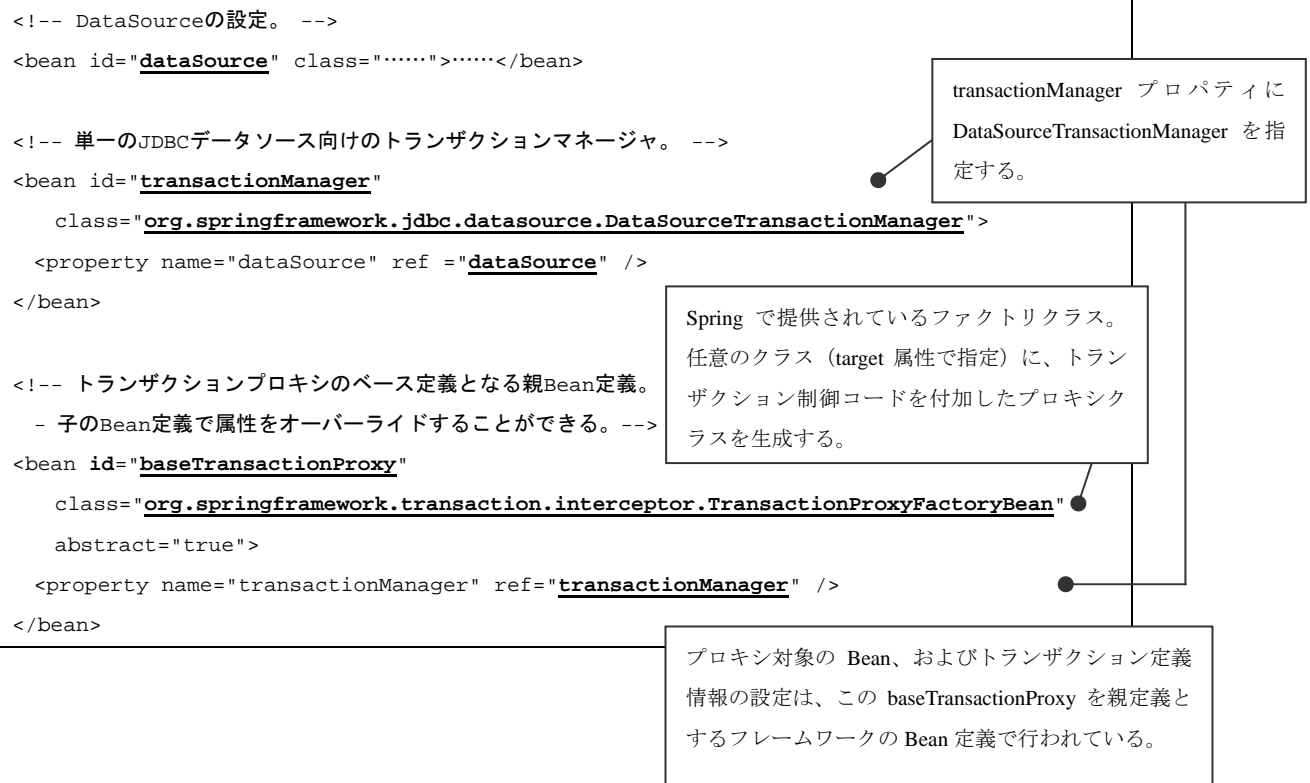 <!-- DataSourceの設定。 -->
<bean id="dataSource" class="……">……</bean>
transactionManager プロパティに
DataSourceTransactionManager を指
定する。
<!-- 単一のJDBCデータソース向けのトランザクションマネージャ。 -->
<bean id="transactionManager"
class="org.springframework.jdbc.datasource.DataSourceTransactionManager">
<property name="dataSource" ref ="dataSource" />
</bean>
Spring で提供されているファクトリクラス。
任意のクラス（target 属性で指定）に、トラン
ザクション制御コードを付加したプロキシク
ラスを生成する。
<!-- トランザクションプロキシのベース定義となる親Bean定義。
- 子のBean定義で属性をオーバーライドすることができる。-->
<bean id="baseTransactionProxy"
class="org.springframework.transaction.interceptor.TransactionProxyFactoryBean"
abstract="true">
<property name="transactionManager" ref="transactionManager" />
</bean>
プロキシ対象の Bean、およびトランザクション定義
情報の設定は、この baseTransactionProxy を親定義と
するフレームワークの Bean 定義で行われている。